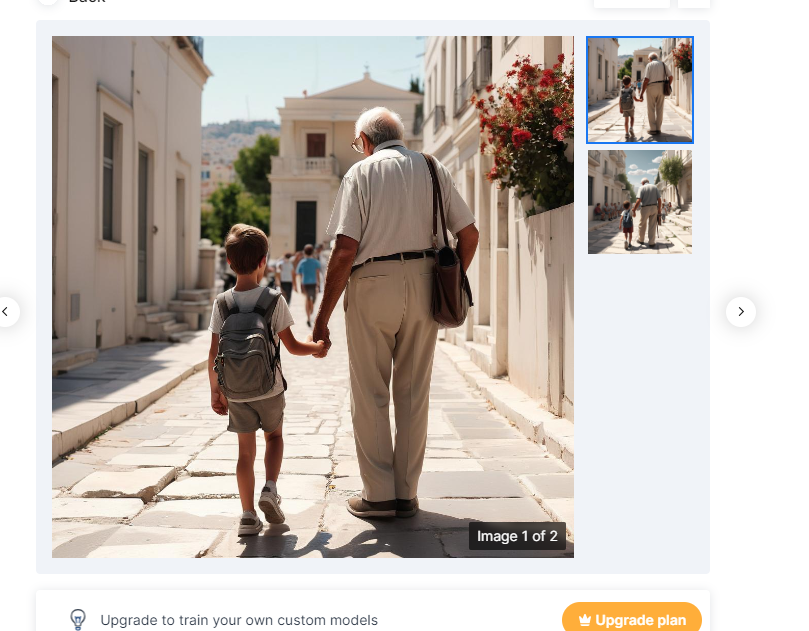 Back
Image 1 of 2
Upgrade to train your own custom models
Upgrade plan